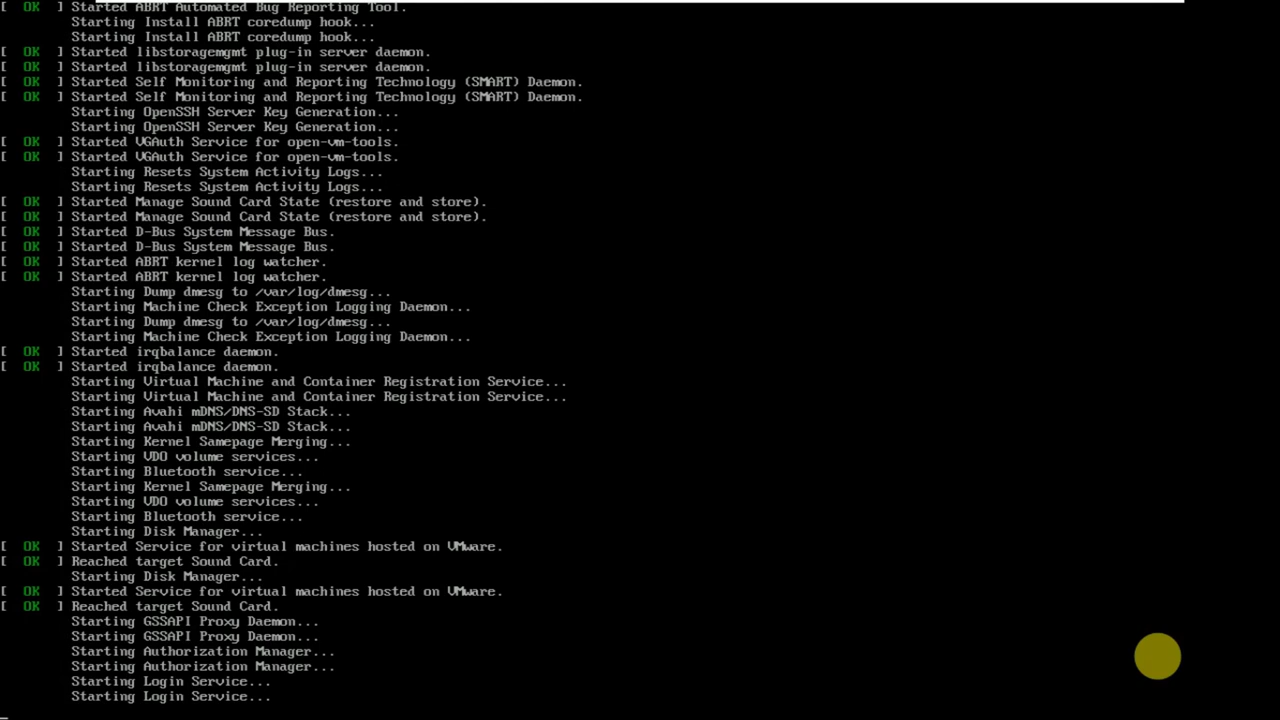 [  OK  ] Started ABRT Automated Bug Reporting Tool.
Starting Install ABRT coredump hook...
Starting Install ABRT coredump hook...
[  OK  ] Started libstoragemgmt plug-in server daemon.
[  OK  ] Started libstoragemgmt plug-in server daemon.
[  OK  ] Started Self Monitoring and Reporting Technology (SMART) Daemon.
[  OK  ] Started Self Monitoring and Reporting Technology (SMART) Daemon.
Starting OpenSSH Server Key Generation...
Starting OpenSSH Server Key Generation...
[  OK  ] Started VGAuth Service for open-vm-tools.
[  OK  ] Started VGAuth Service for open-vm-tools.
Starting Resets System Activity Logs...
Starting Resets System Activity Logs...
[  OK  ] Started Manage Sound Card State (restore and store).
[  OK  ] Started Manage Sound Card State (restore and store).
[  OK  ] Started D-Bus System Message Bus.
[  OK  ] Started D-Bus System Message Bus.
[  OK  ] Started ABRT kernel log watcher.
[  OK  ] Started ABRT kernel log watcher.
Starting Dump dmesg to /var/log/dmesg...
Starting Machine Check Exception Logging Daemon...
Starting Dump dmesg to /var/log/dmesg...
Starting Machine Check Exception Logging Daemon...
[  OK  ] Started irqbalance daemon.
[  OK  ] Started irqbalance daemon.
Starting Virtual Machine and Container Registration Service...
Starting Virtual Machine and Container Registration Service...
Starting Avahi mDNS/DNS-SD Stack...
Starting Avahi mDNS/DNS-SD Stack...
Starting Kernel Samepage Merging...
Starting VDO volume services...
Starting Bluetooth service...
Starting Kernel Samepage Merging...
Starting VDO volume services...
Starting Bluetooth service...
Starting Disk Manager...
[  OK  ] Started Service for virtual machines hosted on VMware.
[  OK  ] Reached target Sound Card.
Starting Disk Manager...
[  OK  ] Started Service for virtual machines hosted on VMware.
[  OK  ] Reached target Sound Card.
Starting GSSAPI Proxy Daemon...
Starting GSSAPI Proxy Daemon...
Starting Authorization Manager...
Starting Authorization Manager...
Starting Login Service...
Starting Login Service...